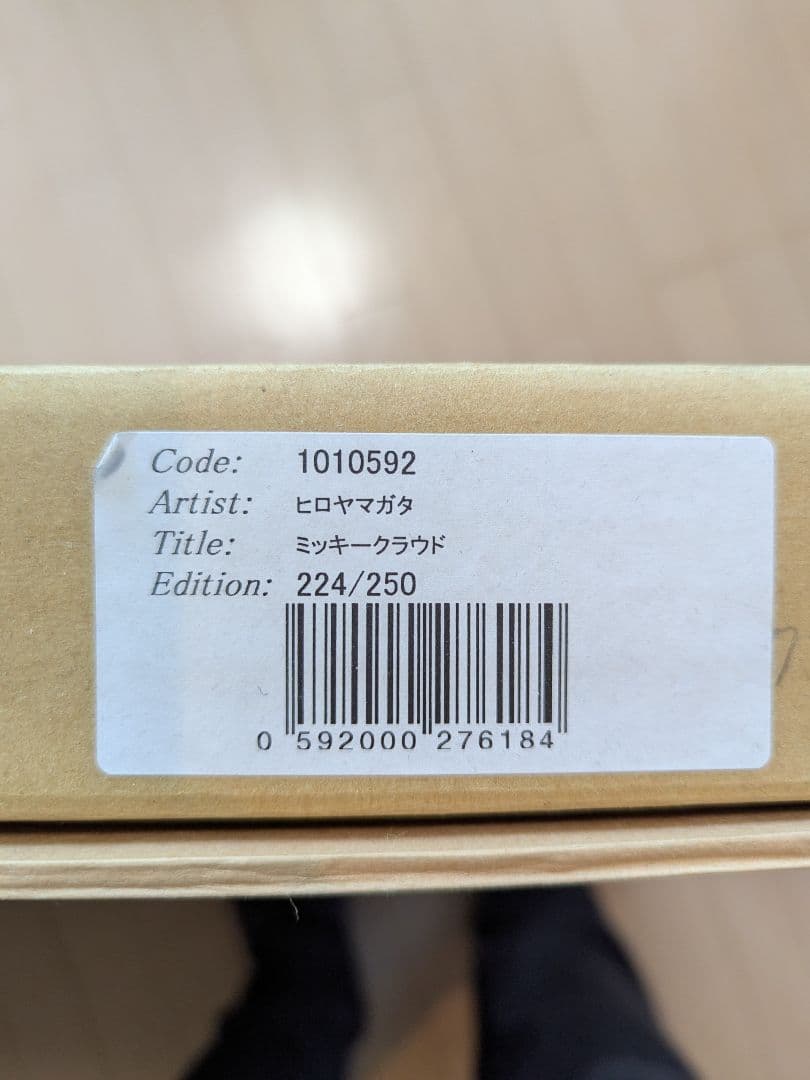 Code: 1010592
Artist: ヒロヤマガタ
Title: ミッキークラウド
Edition: 224/250
0 592000 276184